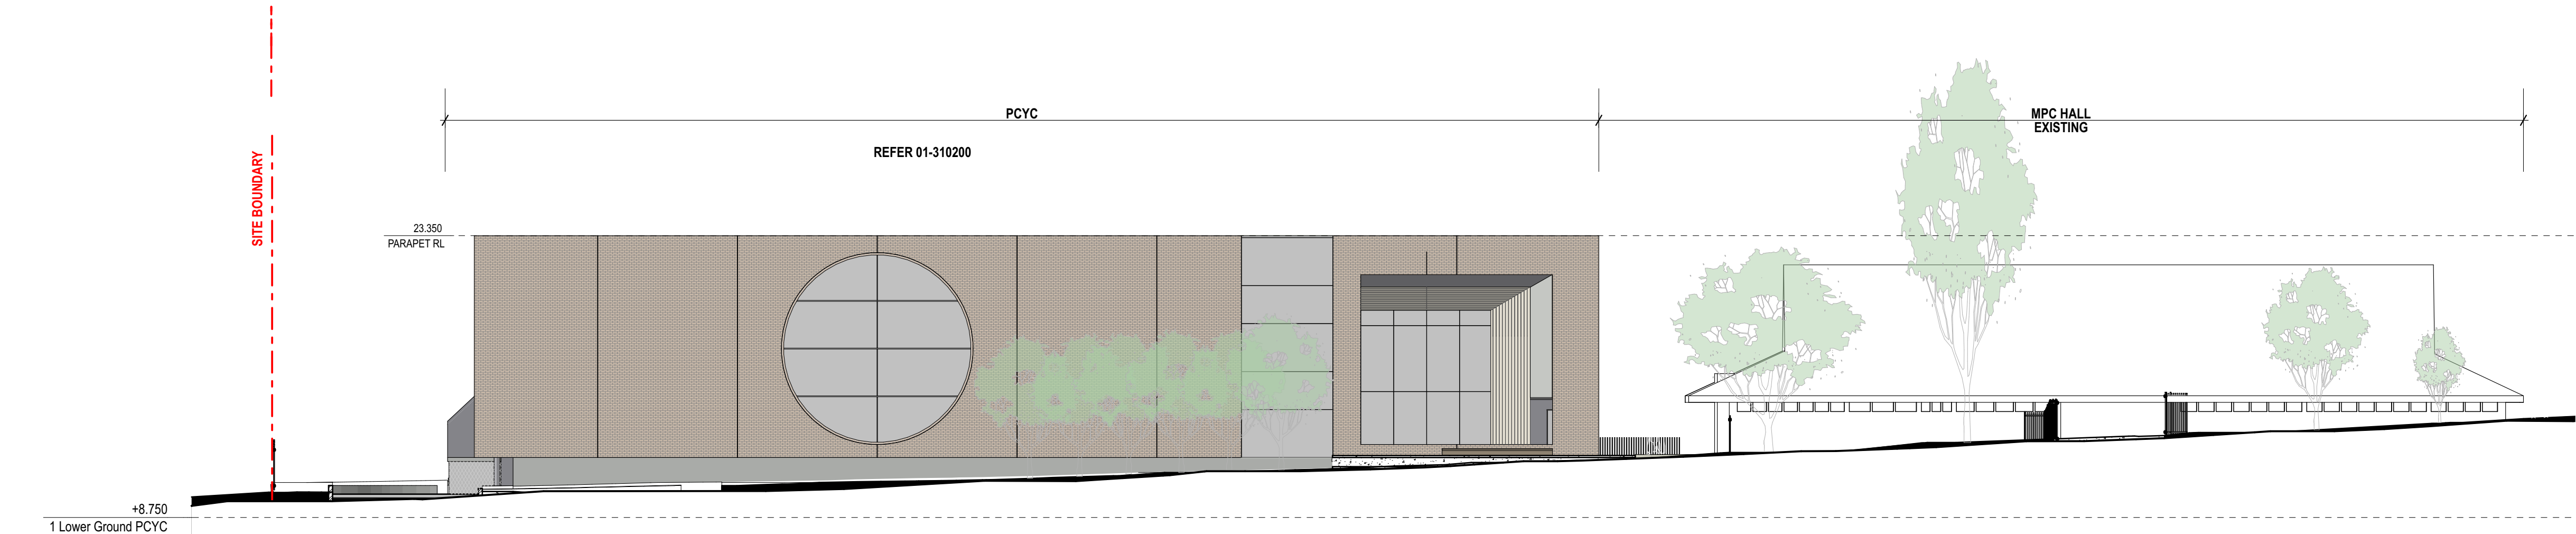 PCYC
MPC HALL
EXISTING
REFER 01-310200
SITE BOUNDARY
23.350
PARAPET RL
+8.750
1 Lower Ground PCYC